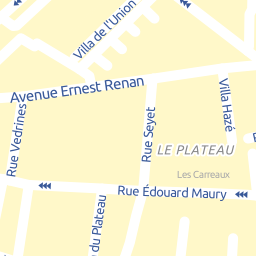 Villa de l'Union
Avenue Ernest Renan
Villa Hazé
Rue Vedrines
Rue Seyet
LE PLATEAU
Les Carreaux
Rue Édouard Maury
du Plateau